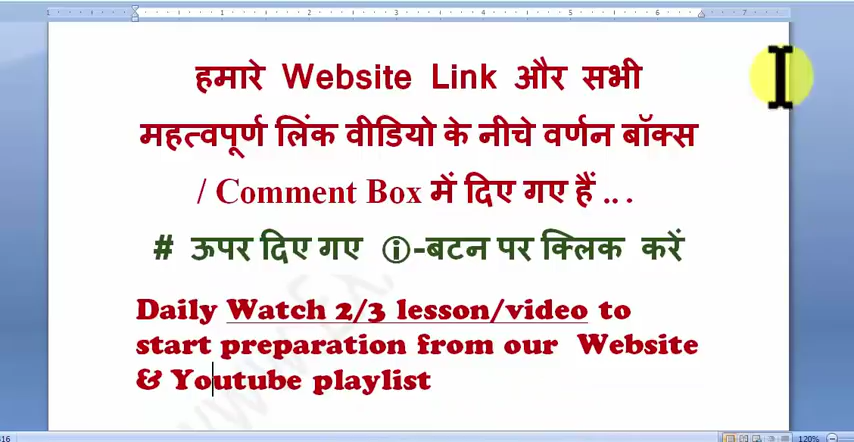 हमारे Website Link और सभी
महत्वपूर्ण लिंक वीडियो के नीचे वर्णन बॉक्स
/ Comment Box में दिए गए हैं .. .
# ऊपर दिए गए ⓘ-बटन पर क्लिक करें
Daily Watch 2/3 lesson/video to
start preparation from our Website
& Youtube playlist
120%